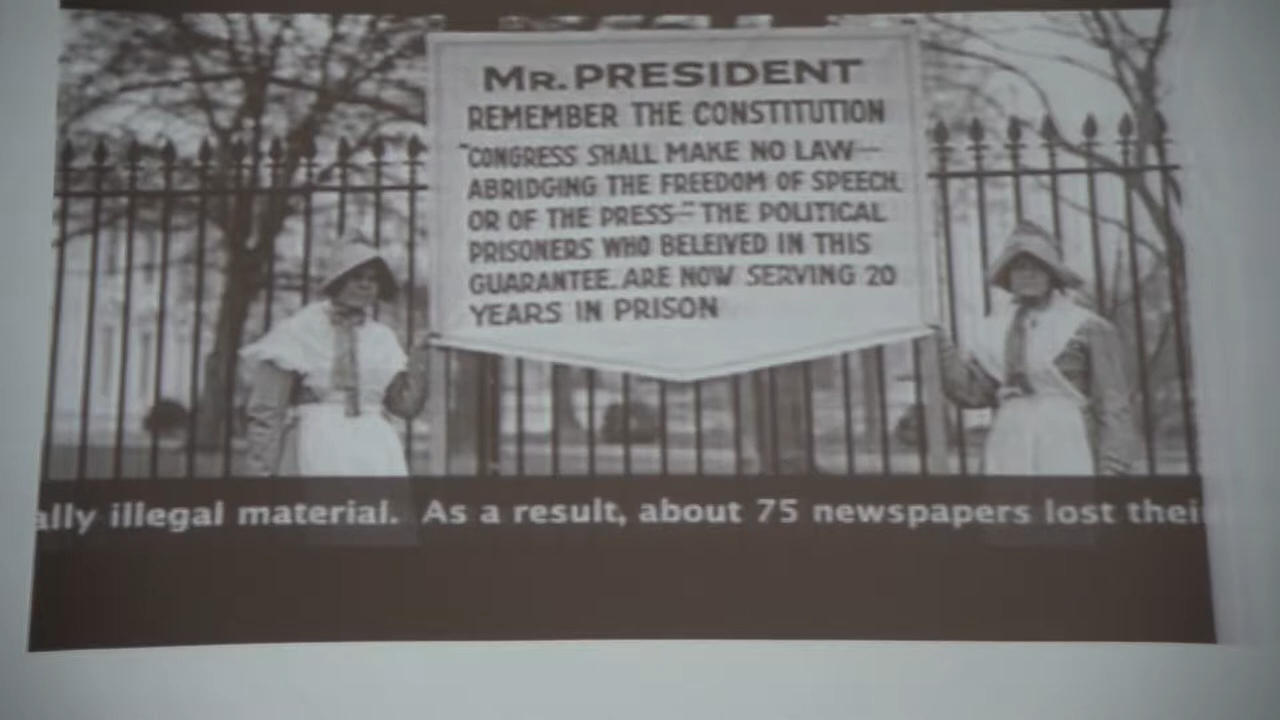 MR. PRESIDENT
REMEMBER THE CONSTITUTION
"CONGRESS SHALL MAKE NO LAW—
ABRIDGING THE FREEDOM OF SPEECH
OR OF THE PRESS—" THE POLITICAL
PRISONERS WHO BELEIVED IN THIS
GUARANTEE ARE NOW SERVING 20
YEARS IN PRISON
ally illegal material. As a result, about 75 newspapers lost thei